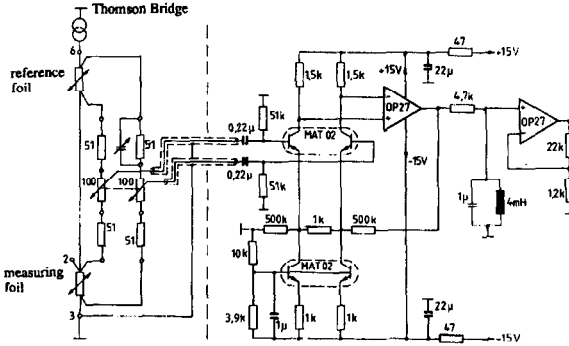 Thomson Bridge
6
reference
foil
51
51
100
100
51
51
measuring
foil
2
3
0,22µ
0,22µ
51k
51k
1,5k
1,5k
MAT 02
+15V
-15V
OP27
22µ
47
+15V
4,7k
OP27
22k
1,2k
1µ
4mH
500k
1k
500k
10k
MAT 02
3,9k
1µ
1k
1k
22µ
47
-15V